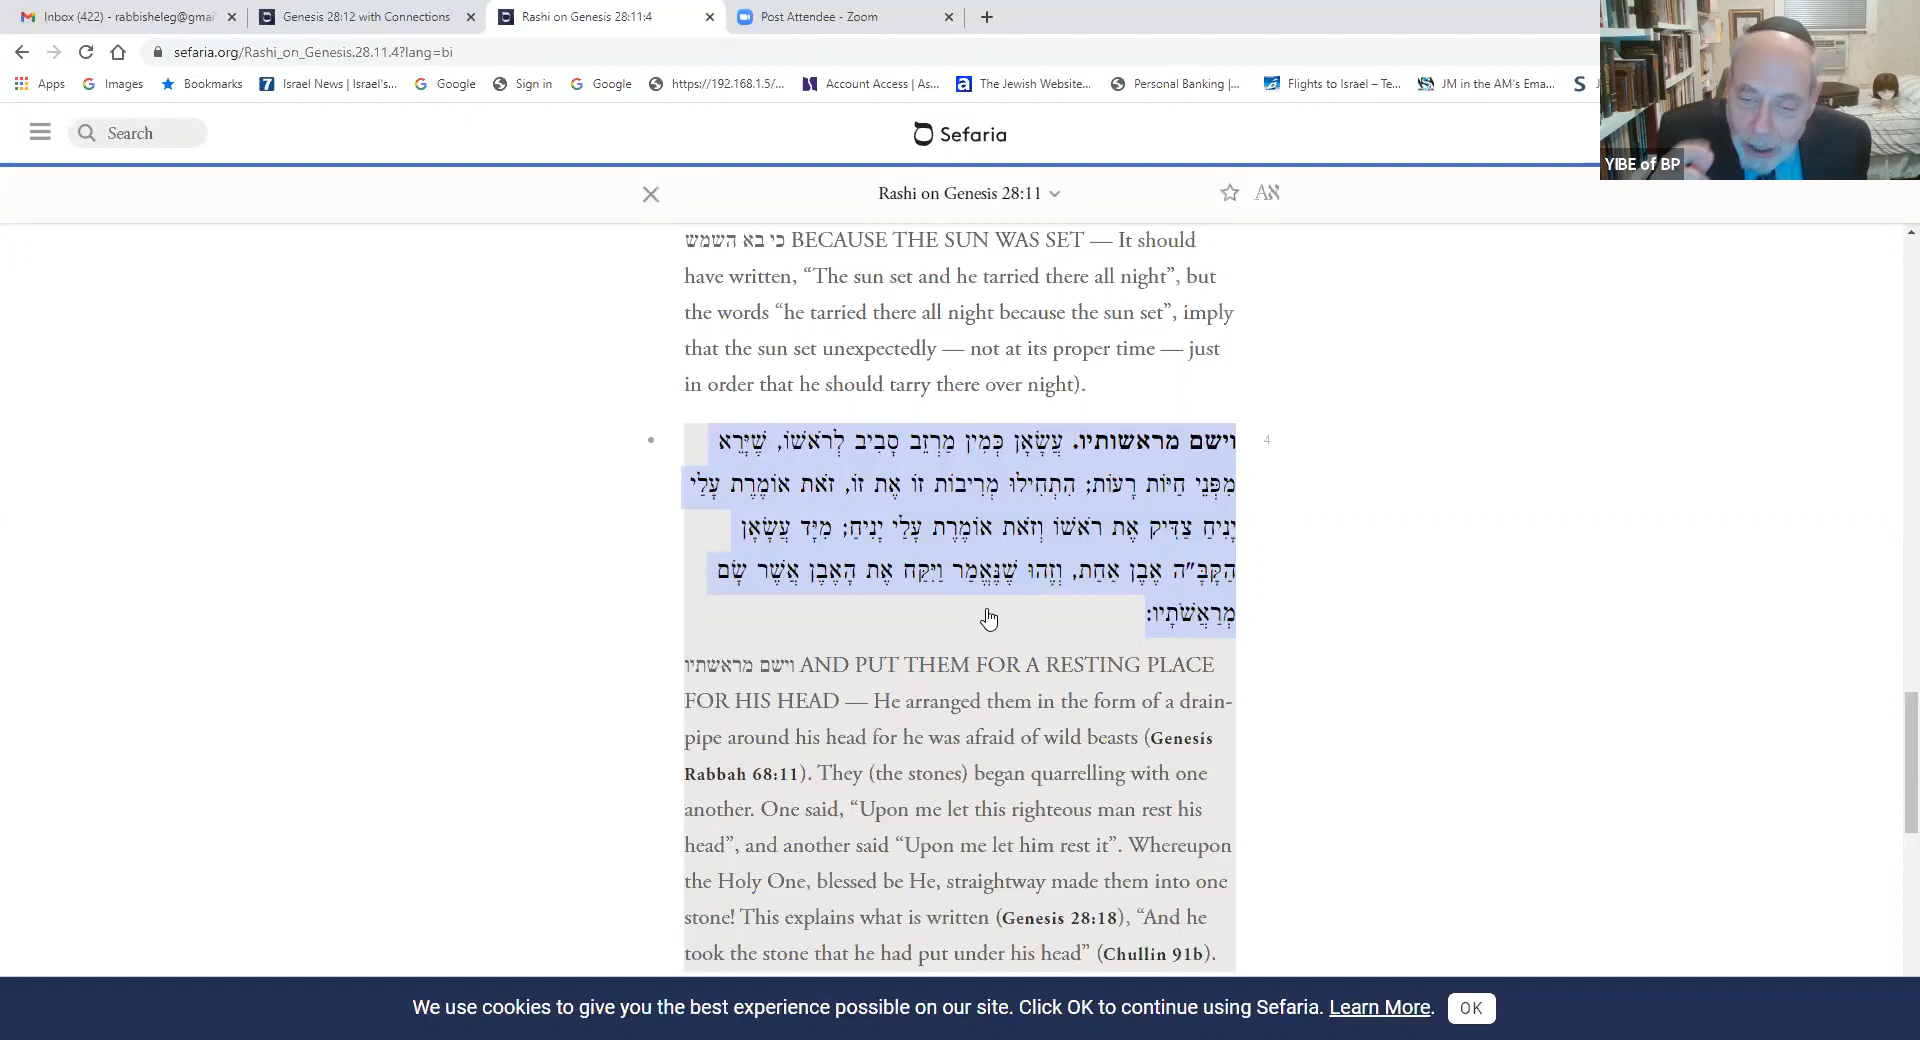 Inbox (422) - rabbisheleg@gmai
Genesis 28:12 with Connections
Rashi on Genesis 28:11:4
Post Attendee - Zoom
sefaria.org/Rashi_on_Genesis.28.11.4?lang=bi
Apps
Images
Bookmarks
7 Israel News | Israel's...
Google
Sign in
Google
https://192.168.1.5/...
Account Access | As...
The Jewish Website...
Personal Banking |...
Flights to Israel – Te...
JM in the AM's Ema...
Search
Sefaria
YIBE of BP
Rashi on Genesis 28:11
Aא
כי בא השמש BECAUSE THE SUN WAS SET — It should
have written, “The sun set and he tarried there all night”, but
the words “he tarried there all night because the sun set”, imply
that the sun set unexpectedly — not at its proper time — just
in order that he should tarry there over night).
4
וישם מראשותיו. עֲשָׂאָן כְּמִין מַרְזֵב סָבִיב לְרֹאשׁוֹ, שֶׁיָּרֵא
מִפְּנֵי חַיּוֹת רָעוֹת; הִתְחִילוּ מְרִיבוֹת זוֹ אֶת זוֹ, זֹאת אוֹמֶרֶת עָלַי
יָנִיחַ צַדִּיק אֶת רֹאשׁוֹ וְזֹאת אוֹמֶרֶת עָלַי יָנִיחַ; מִיָּד עֲשָׂאָן
הַקָּבָּ"ה אֶבֶן אַחַת, וְזֶהוּ שֶׁנֶּאֱמַר וַיִּקַּח אֶת הָאֶבֶן אֲשֶׁר שָׂם
מְרַאֲשֹׁתָיו:
וישם מראשתיו AND PUT THEM FOR A RESTING PLACE
FOR HIS HEAD — He arranged them in the form of a drain-
pipe around his head for he was afraid of wild beasts (Genesis
Rabbah 68:11). They (the stones) began quarrelling with one
another. One said, “Upon me let this righteous man rest his
head”, and another said “Upon me let him rest it”. Whereupon
the Holy One, blessed be He, straightway made them into one
stone! This explains what is written (Genesis 28:18), “And he
took the stone that he had put under his head” (Chullin 91b).
We use cookies to give you the best experience possible on our site. Click OK to continue using Sefaria. Learn More. OK